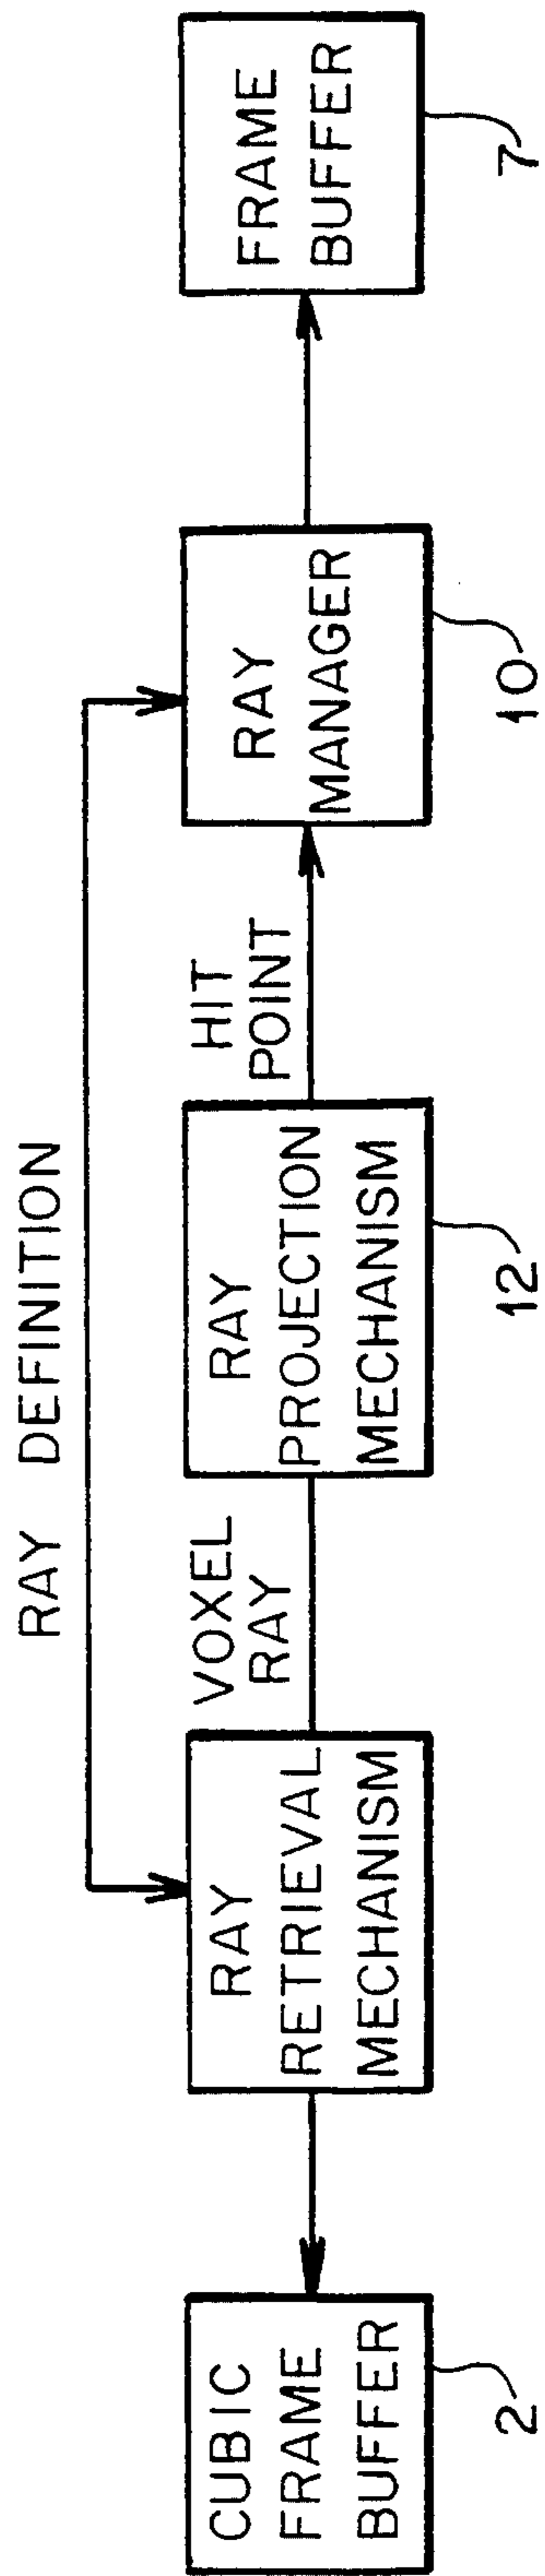 RAY DEFINITION
CUBIC
FRAME
BUFFER
2
RAY
RETRIEVAL
MECHANISM
VOXEL
RAY
RAY
PROJECTION
MECHANISM
12
HIT
POINT
RAY
MANAGER
10
FRAME
BUFFER
7